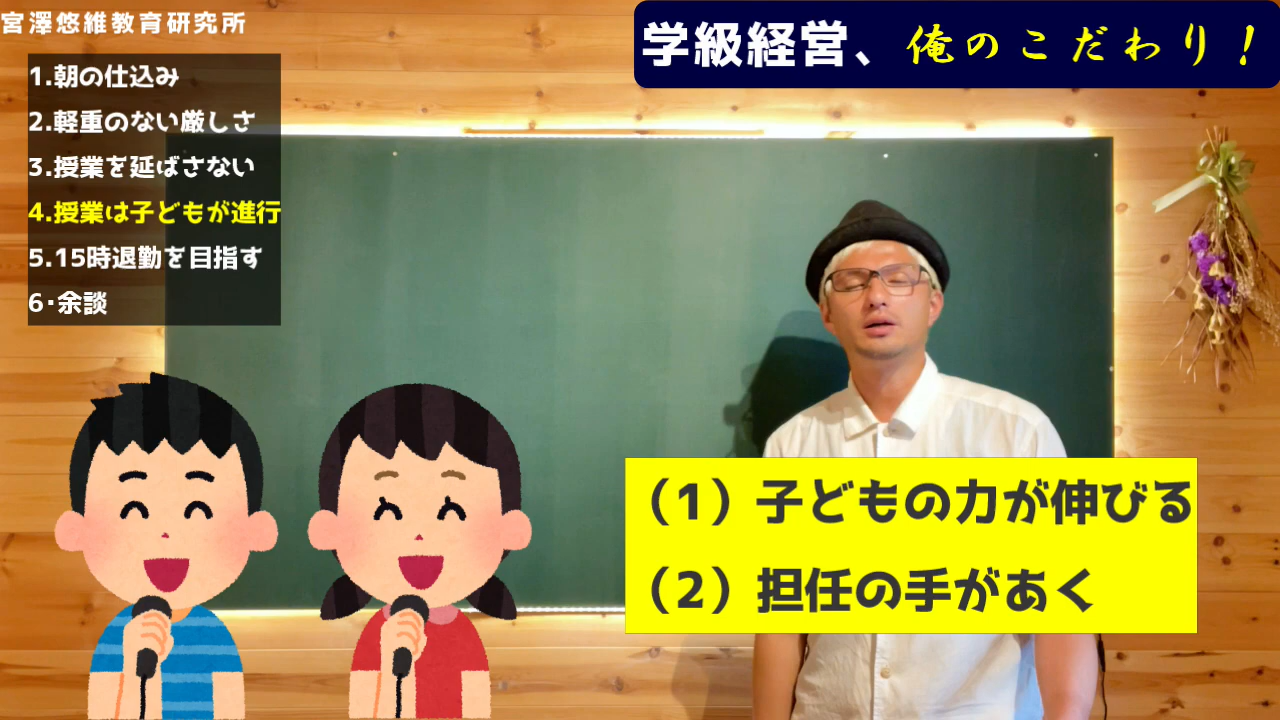 宮澤悠維教育研究所
学級経営、俺のこだわり！
1.朝の仕込み
2.軽重のない厳しさ
3.授業を延ばさない
4.授業は子どもが進行
5.15時退勤を目指す
6･余談
（1）子どもの力が伸びる
（2）担任の手があく